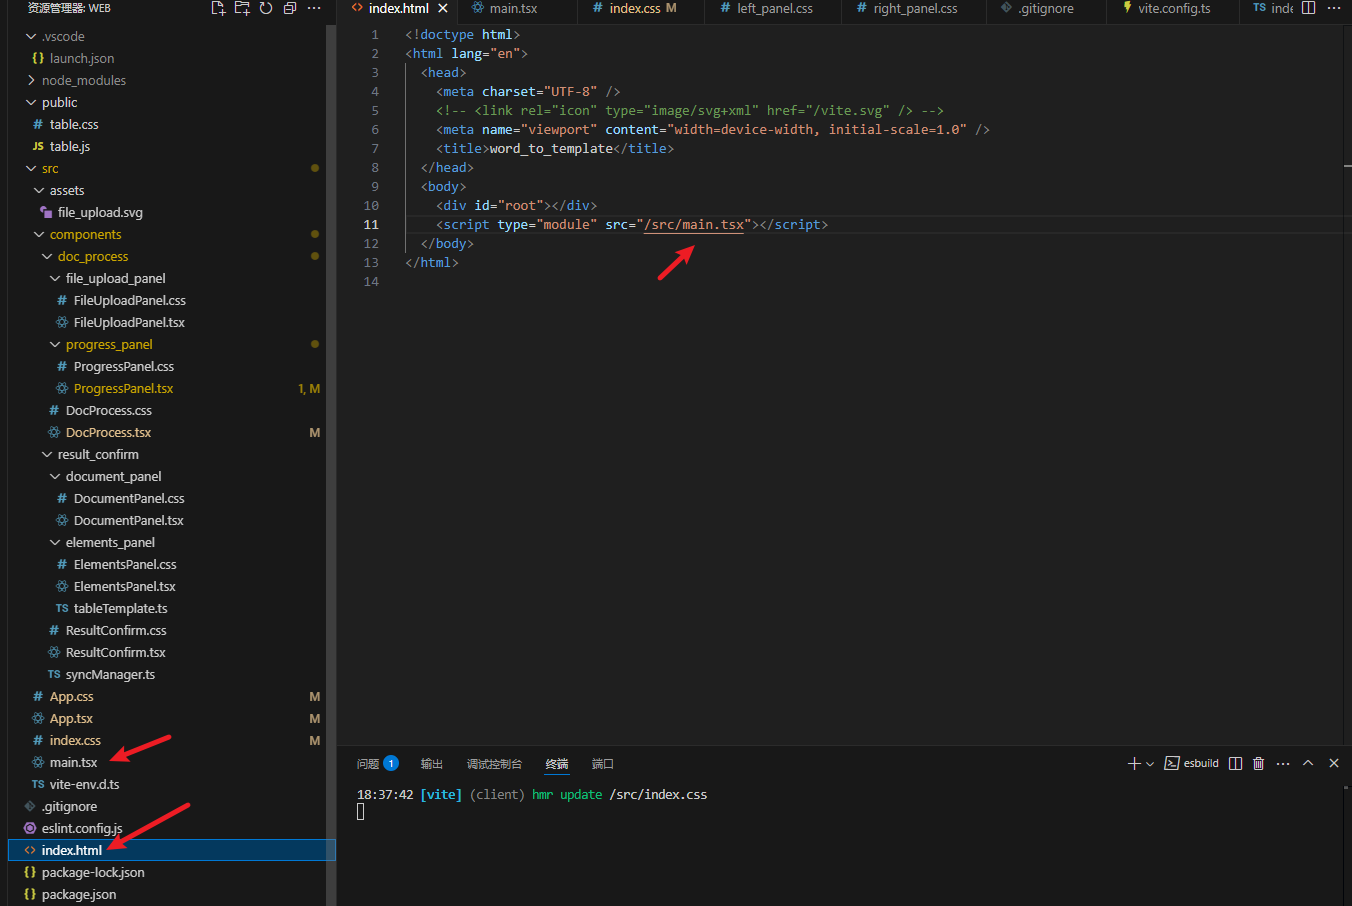 资源管理器: WEB
.vscode
{} launch.json
node_modules
public
# table.css
JS table.js
src
assets
file_upload.svg
components
doc_process
file_upload_panel
# FileUploadPanel.css
FileUploadPanel.tsx
progress_panel
# ProgressPanel.css
ProgressPanel.tsx 1, M
# DocProcess.css
DocProcess.tsx M
result_confirm
document_panel
# DocumentPanel.css
DocumentPanel.tsx
elements_panel
# ElementsPanel.css
ElementsPanel.tsx
TS tableTemplate.ts
# ResultConfirm.css
ResultConfirm.tsx
TS syncManager.ts
# App.css M
App.tsx M
# index.css M
main.tsx
TS vite-env.d.ts
.gitignore
eslint.config.js
<> index.html
{} package-lock.json
{} package.json
<> index.html main.tsx # index.css M # left_panel.css # right_panel.css .gitignore vite.config.ts TS inde
1 <!doctype html>
2 <html lang="en">
3 <head>
4 <meta charset="UTF-8" />
5 <!-- <link rel="icon" type="image/svg+xml" href="/vite.svg" /> -->
6 <meta name="viewport" content="width=device-width, initial-scale=1.0" />
7 <title>word_to_template</title>
8 </head>
9 <body>
10 <div id="root"></div>
11 <script type="module" src="/src/main.tsx"></script>
12 </body>
13 </html>
14
问题 1 输出 调试控制台 终端 端口 esbuild
18:37:42 [vite] (client) hmr update /src/index.css